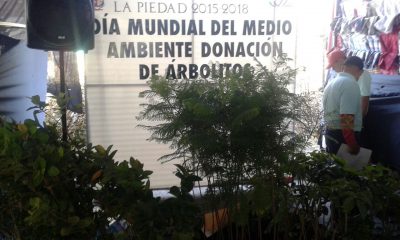 LA PIEDAD 2015 2018
DÍA MUNDIAL DEL MEDIO
AMBIENTE DONACIÓN
DE ÁRBOLITOS